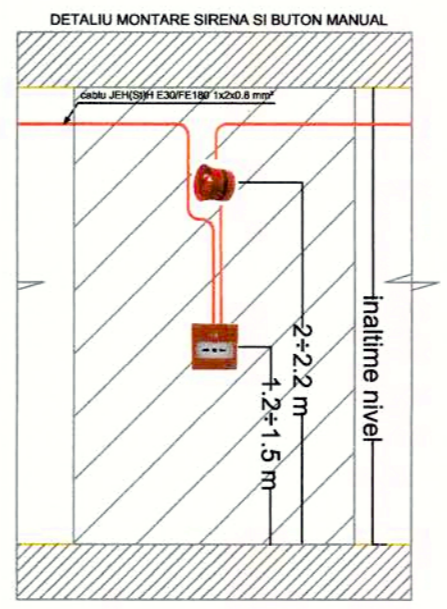 DETALIU MONTARE SIRENA SI BUTON MANUAL
cablu JEH(St)H E30/FE180 1x2x0.8 mm²
2÷2.2 m
1.2÷1.5 m
inaltime nivel